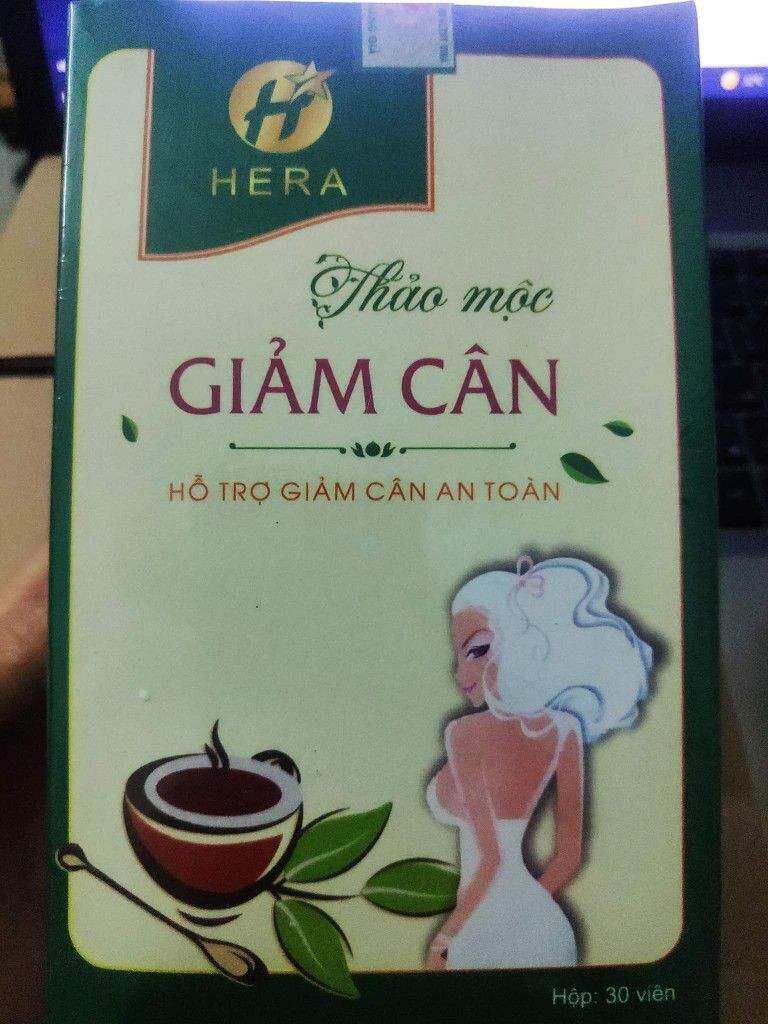 HERA
Thảo mộc
GIẢM CÂN
HỖ TRỢ GIẢM CÂN AN TOÀN
Hộp: 30 viên